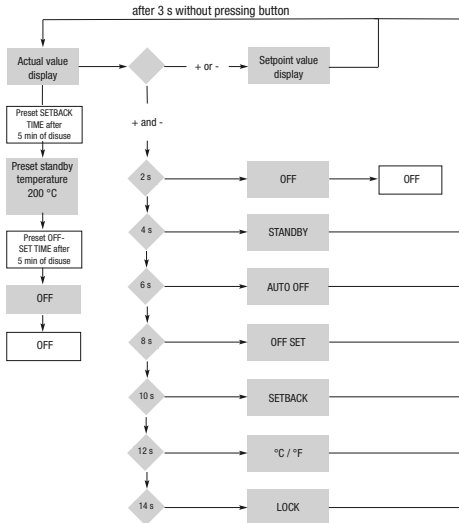 after 3 s without pressing button
Actual value
display
+ or -
Setpoint value
display
Preset SETBACK
TIME after
5 min of disuse
+ and -
Preset standby
temperature
200 °C
2 s
OFF
OFF
Preset OFF-
SET TIME after
5 min of disuse
4 s
STANDBY
OFF
6 s
AUTO OFF
OFF
8 s
OFF SET
10 s
SETBACK
12 s
°C / °F
14 s
LOCK